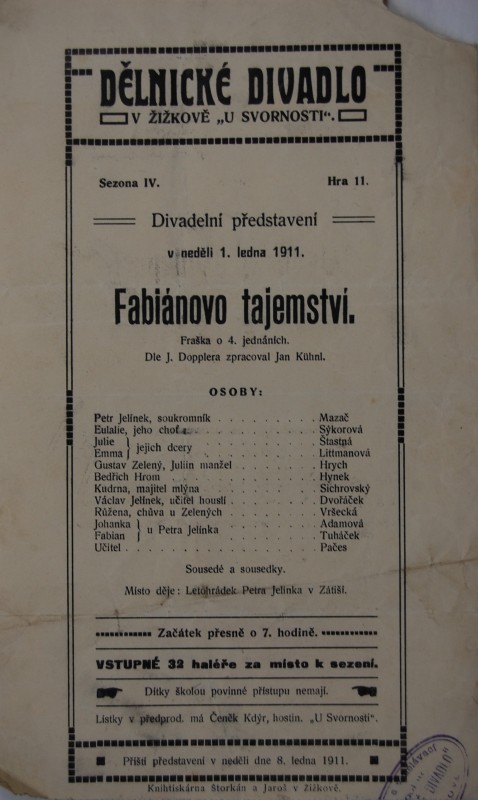 DĚLNICKÉ DIVADLO
V ŽIŽKOVĚ „U SVORNOSTI“.
Sezona IV. Hra 11.
Divadelní představení
v neděli 1. ledna 1911.
Fabiánovo tajemství.
Fraška o 4. jednáních.
Dle J. Dopplera zpracoval Jan Kühnl.
OSOBY:
Petr Jelínek, soukromník . . . . . . . . Mazač
Eulalie, jeho choť . . . . . . . . . . Sýkorová
Julie } jejich dcery . . . . . . . . Šťastná
Emma } Littmanová
Gustav Zelený, Juliin manžel . . . . . . Hrych
Bedřich Hrom . . . . . . . . . . . Hynek
Kudrna, majitel mlýna . . . . . . . . Sichrovský
Václav Jelínek, učitel houslí . . . . . . Dvořáček
Růžena, chůva u Zelených . . . . . . . Vršecká
Johanka } u Petra Jelínka . . . . . . Adamová
Fabian } Tuháček
Učitel . . . . . . . . . . . . . . Pačes
Sousedé a sousedky.
Místo děje: Letohrádek Petra Jelínka v Zátiší.
Začátek přesně o 7. hodině.
VSTUPNÉ 32 haléře za místo k sezení.
Dítky školou povinné přístupu nemají.
Lístky v předprod. má Čeněk Kdýr, hostin. „U Svornosti“.
Příští představení v neděli dne 8. ledna 1911.
Knihtiskárna Štorkán a Jaroš v Žižkově.